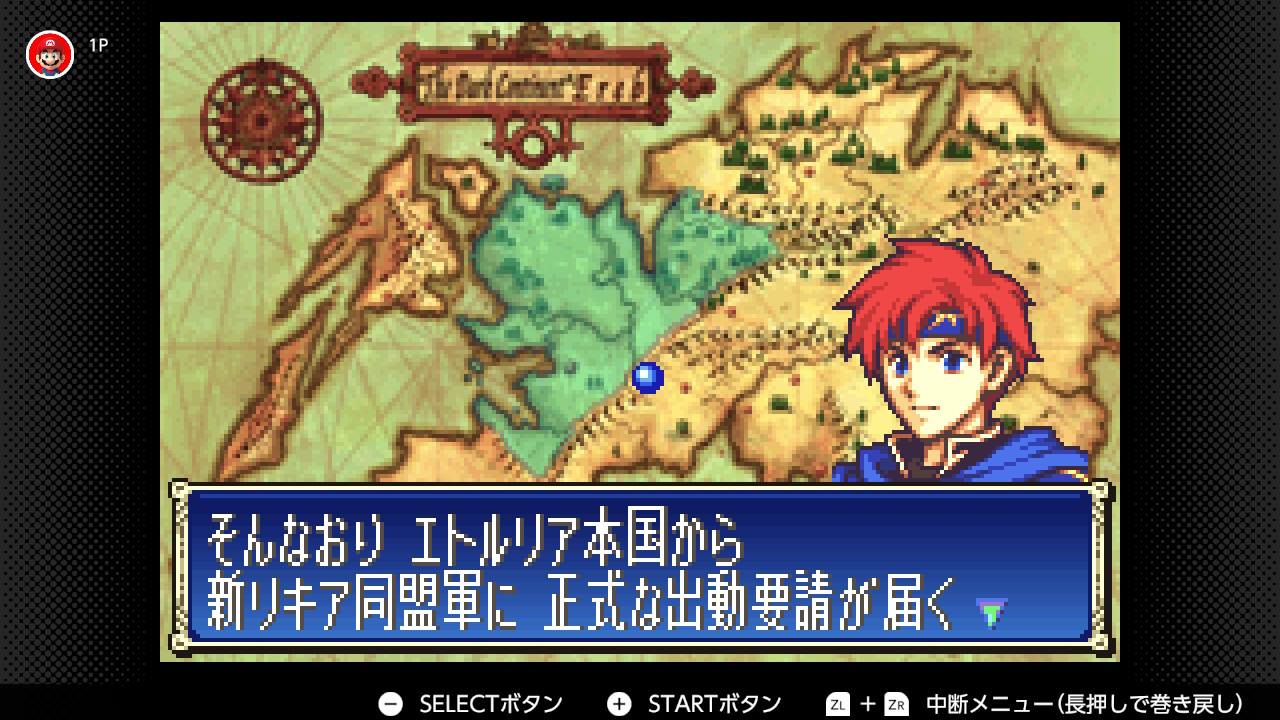 1P
The Dark Continent Ereb
そんなおり エトルリア本国から
新リキア同盟軍に 正式な出動要請が届く
SELECTボタン STARTボタン ZL + ZR 中断メニュー(長押しで巻き戻し)